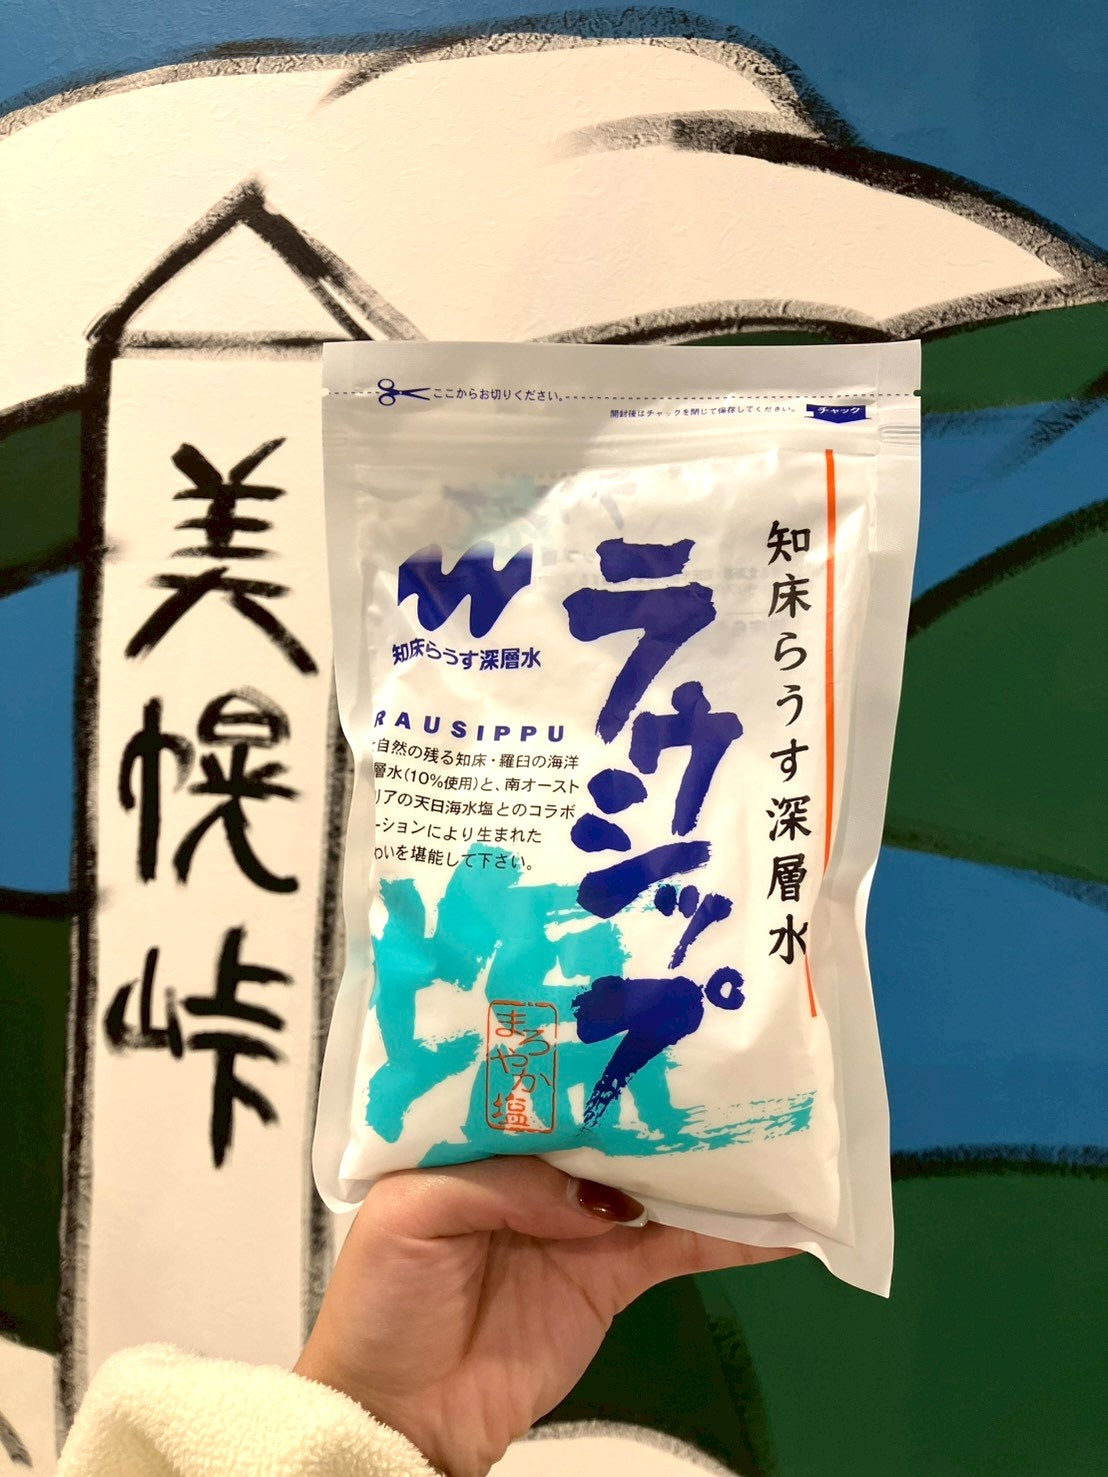 美幌峠
ここからお切りください。
開封後はチャックを閉じて保存してください。
チャック
知床らうす深層水
ラウシップ
知床らうす深層水
RAUSIPPU
自然の残る知床・羅臼の海洋
層水(10%使用)と、南オースト
リアの天日海水塩とのコラボ
ーションにより生まれた
わいを堪能して下さい。
塩
まろやか塩